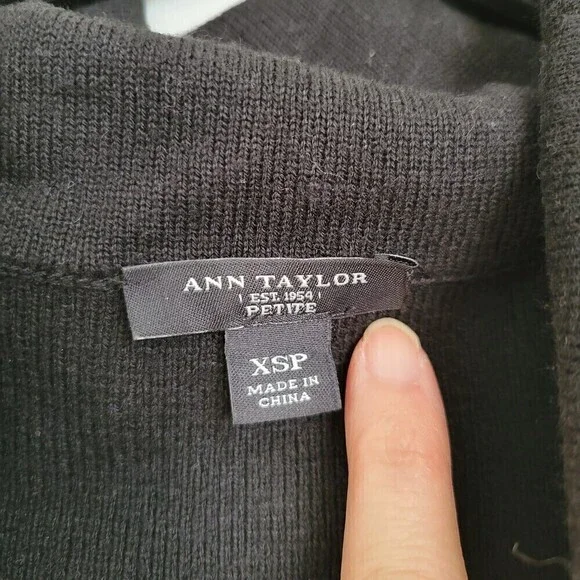 ANN TAYLOR
EST. 1954
PETITE
XSP
MADE IN
CHINA